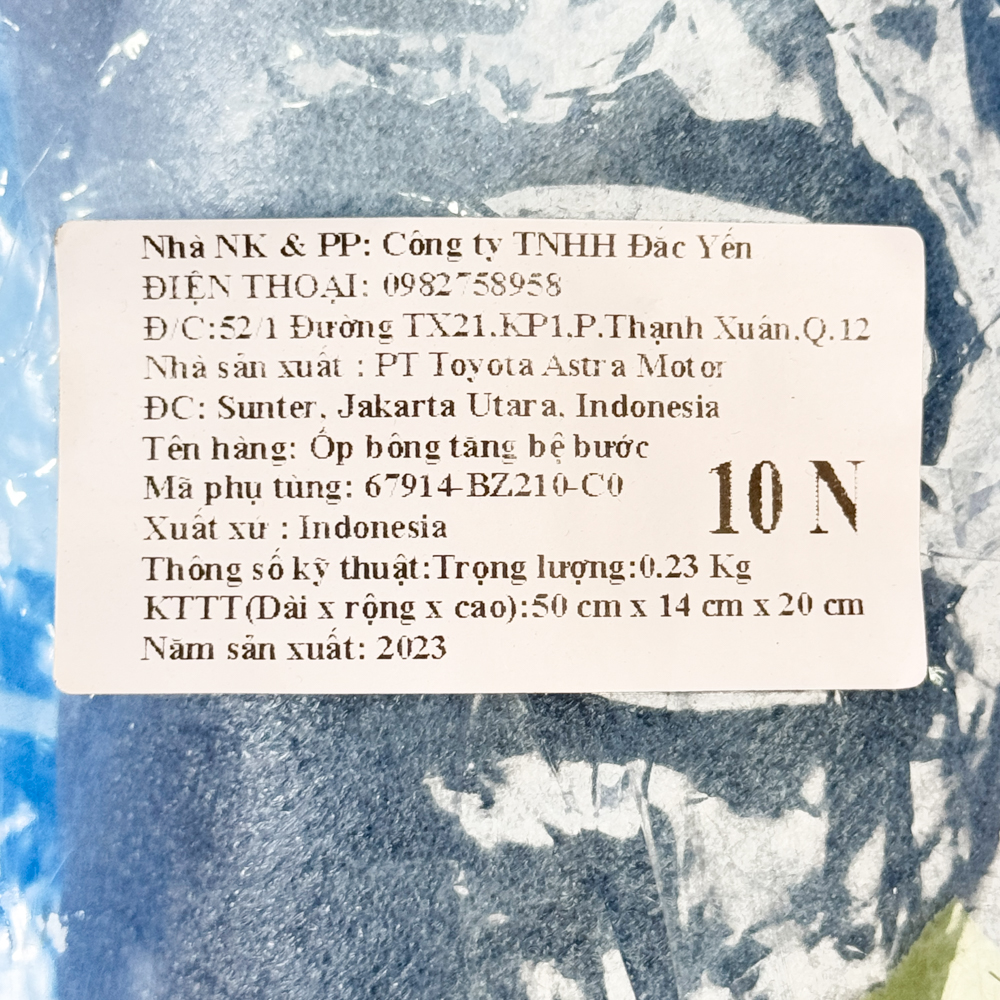 Nhà NK & PP: Công ty TNHH Đắc Yến
ĐIỆN THOẠI: 0982758958
Đ/C:52/1 Đường TX21.KP1.P.Thạnh Xuân.Q.12
Nhà sản xuất : PT Toyota Astra Motor
ĐC: Sunter, Jakarta Utara, Indonesia
Tên hàng: Ốp bông tăng bệ bước
Mã phụ tùng: 67914-BZ210-C0
10 N
Xuất xứ : Indonesia
Thông số kỹ thuật:Trọng lượng:0.23 Kg
KTTT(Dài x rộng x cao):50 cm x 14 cm x 20 cm
Năm sản xuất: 2023